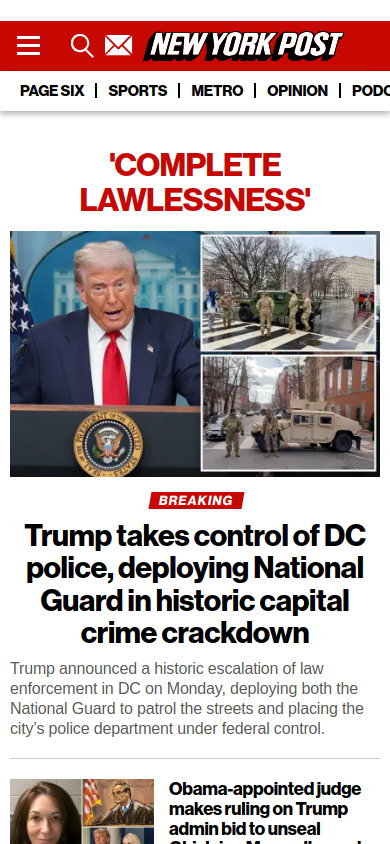 NEW YORK POST
PAGE SIX | SPORTS | METRO | OPINION | PODC
'COMPLETE
LAWLESSNESS'
BREAKING
Trump takes control of DC
police, deploying National
Guard in historic capital
crime crackdown
Trump announced a historic escalation of law
enforcement in DC on Monday, deploying both the
National Guard to patrol the streets and placing the
city’s police department under federal control.
Obama-appointed judge
makes ruling on Trump
admin bid to unseal